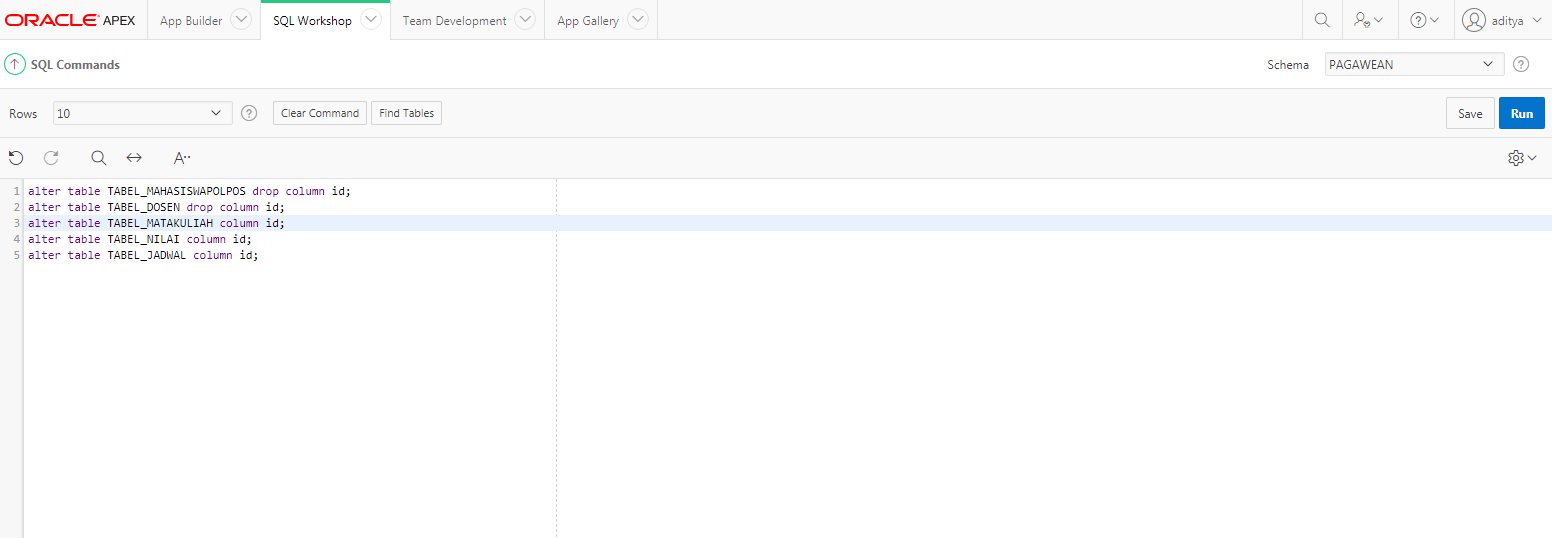 ORACLE APEX App Builder SQL Workshop Team Development App Gallery aditya
SQL Commands Schema PAGAWEAN
Rows 10 Clear Command Find Tables Save Run
A
1 alter table TABEL_MAHASISWAPOLPOS drop column id;
2 alter table TABEL_DOSEN drop column id;
3 alter table TABEL_MATAKULIAH column id;
4 alter table TABEL_NILAI column id;
5 alter table TABEL_JADWAL column id;